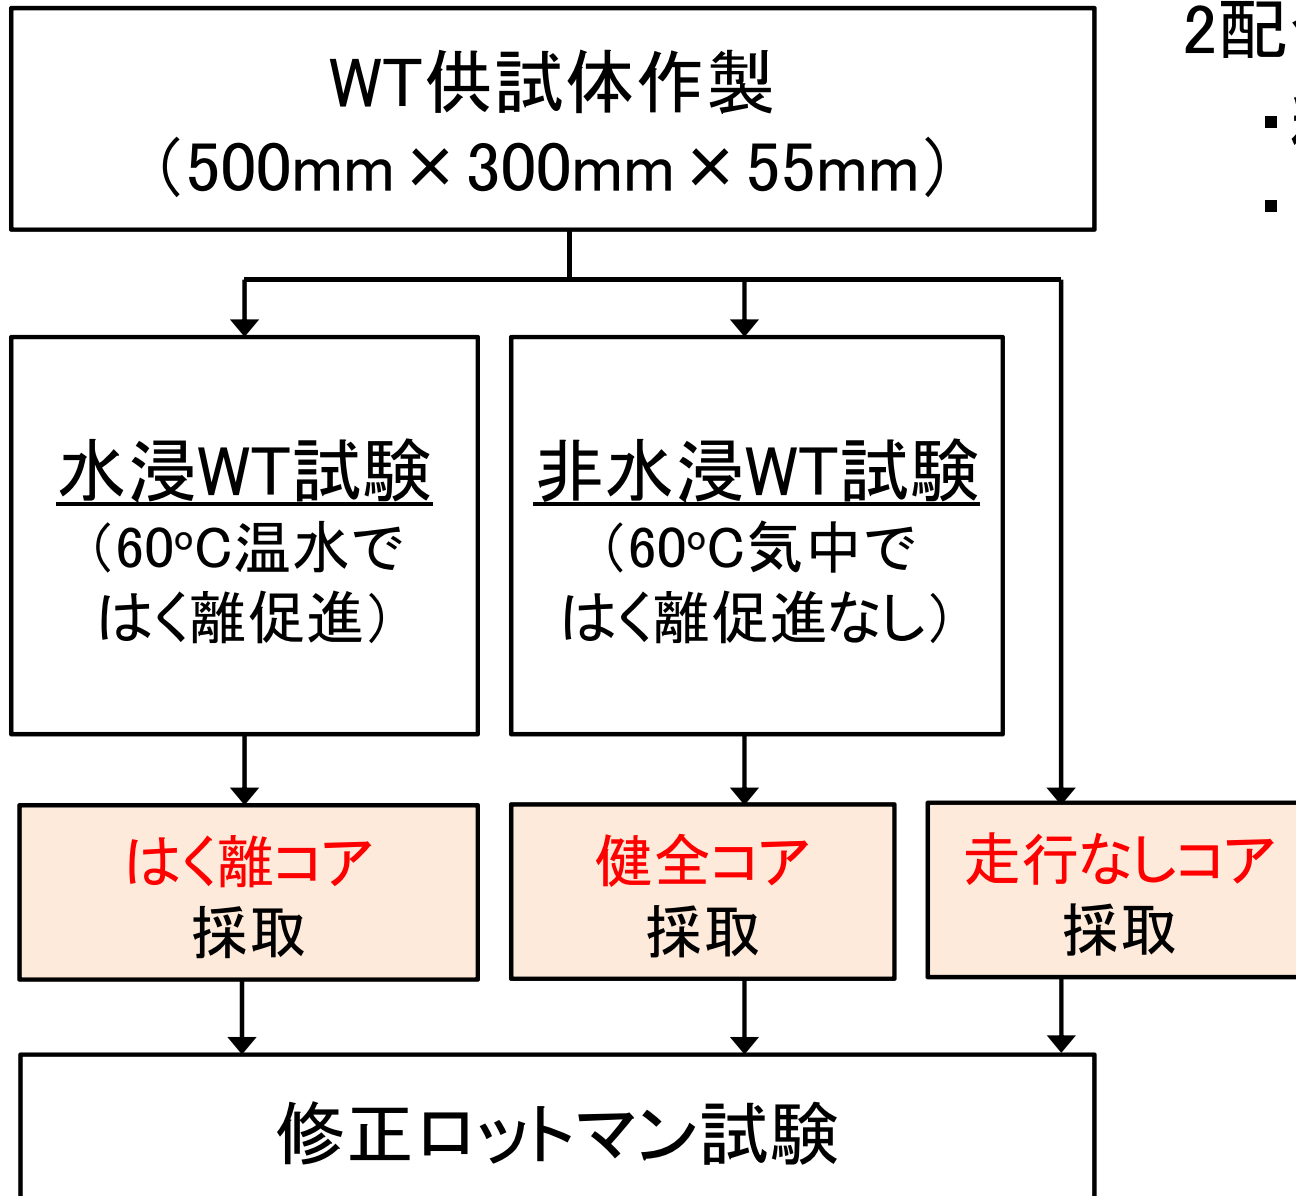 WT供試体作製
（500mm×300mm×55mm）
2配
水浸WT試験
（60℃温水で
はく離促進）
非水浸WT試験
（60℃気中で
はく離促進なし）
はく離コア
採取
健全コア
採取
走行なしコア
採取
修正ロットマン試験